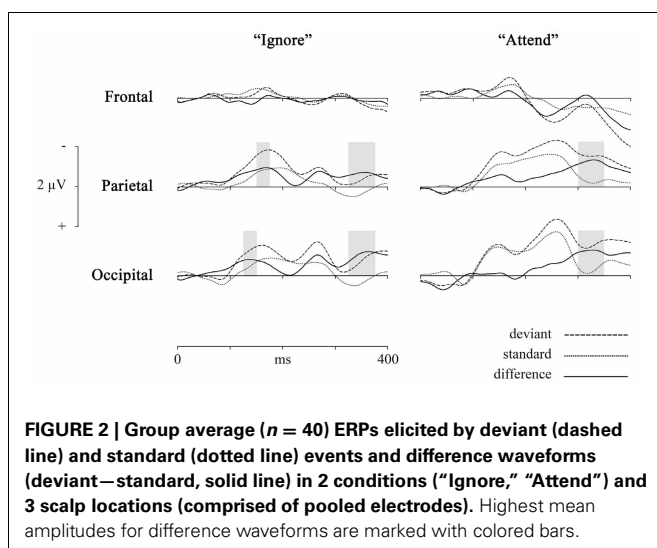 “Ignore” “Attend”
Frontal
-
2 µV
Parietal
+
Occipital
deviant
standard
0 ms 400
difference
FIGURE 2 | Group average (n = 40) ERPs elicited by deviant (dashed
line) and standard (dotted line) events and difference waveforms
(deviant—standard, solid line) in 2 conditions (“Ignore,” “Attend”) and
3 scalp locations (comprised of pooled electrodes). Highest mean
amplitudes for difference waveforms are marked with colored bars.